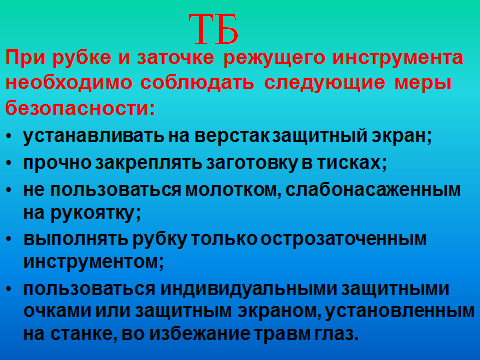 ТБ
При рубке и заточке режущего инструмента
необходимо соблюдать следующие меры
безопасности:
• устанавливать на верстак защитный экран;
• прочно закреплять заготовку в тисках;
• не пользоваться молотком, слабонасаженным
на рукоятку;
• выполнять рубку только острозаточенным
инструментом;
• пользоваться индивидуальными защитными
очками или защитным экраном, установленным
на станке, во избежание травм глаз.